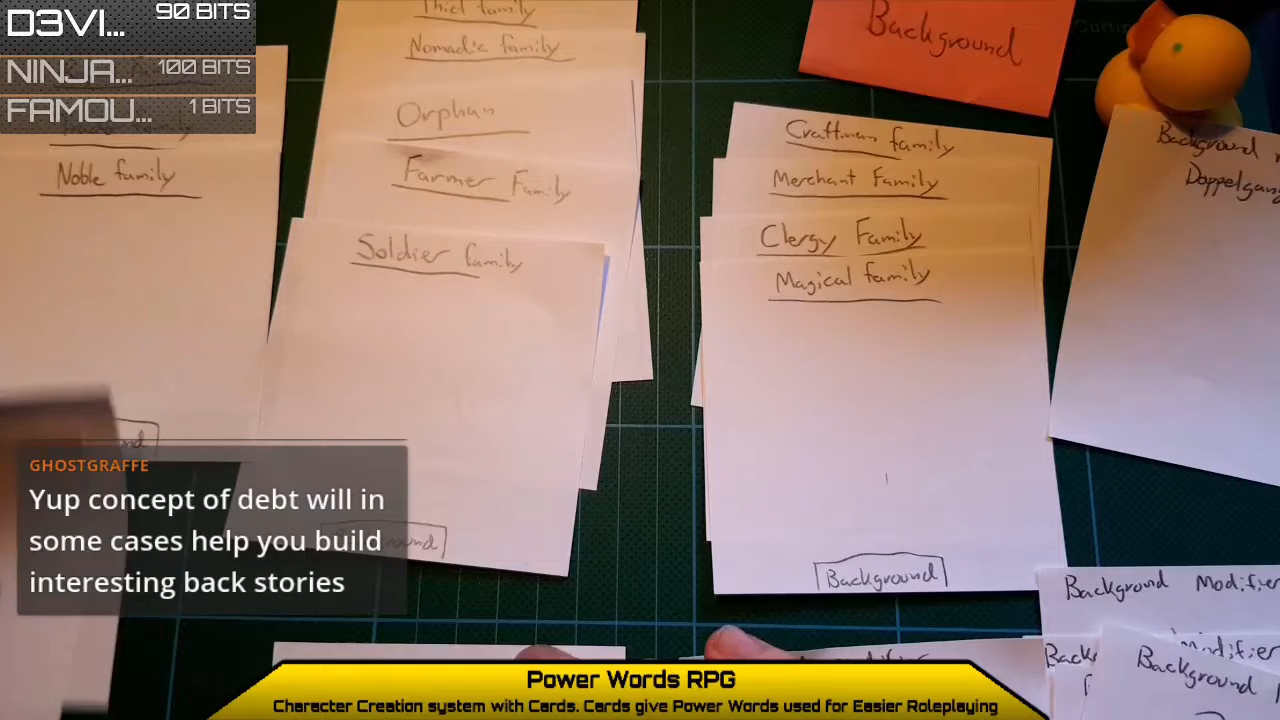 D3VI... 90 BITS
NINJA... 100 BITS
FAMOU... 1 BITS
Noble family
Thief family
Nomadic family
Orphan
Farmer Family
Soldier family
Background
Craftman family
Merchant Family
Clergy Family
Magical family
Background
Background
Doppelgan
Background Modifier
modifier
Background
GHOSTGRAFFE
Yup concept of debt will in
some cases help you build
interesting back stories
Power Words RPG
Character Creation system with Cards. Cards give Power Words used for Easier Roleplaying